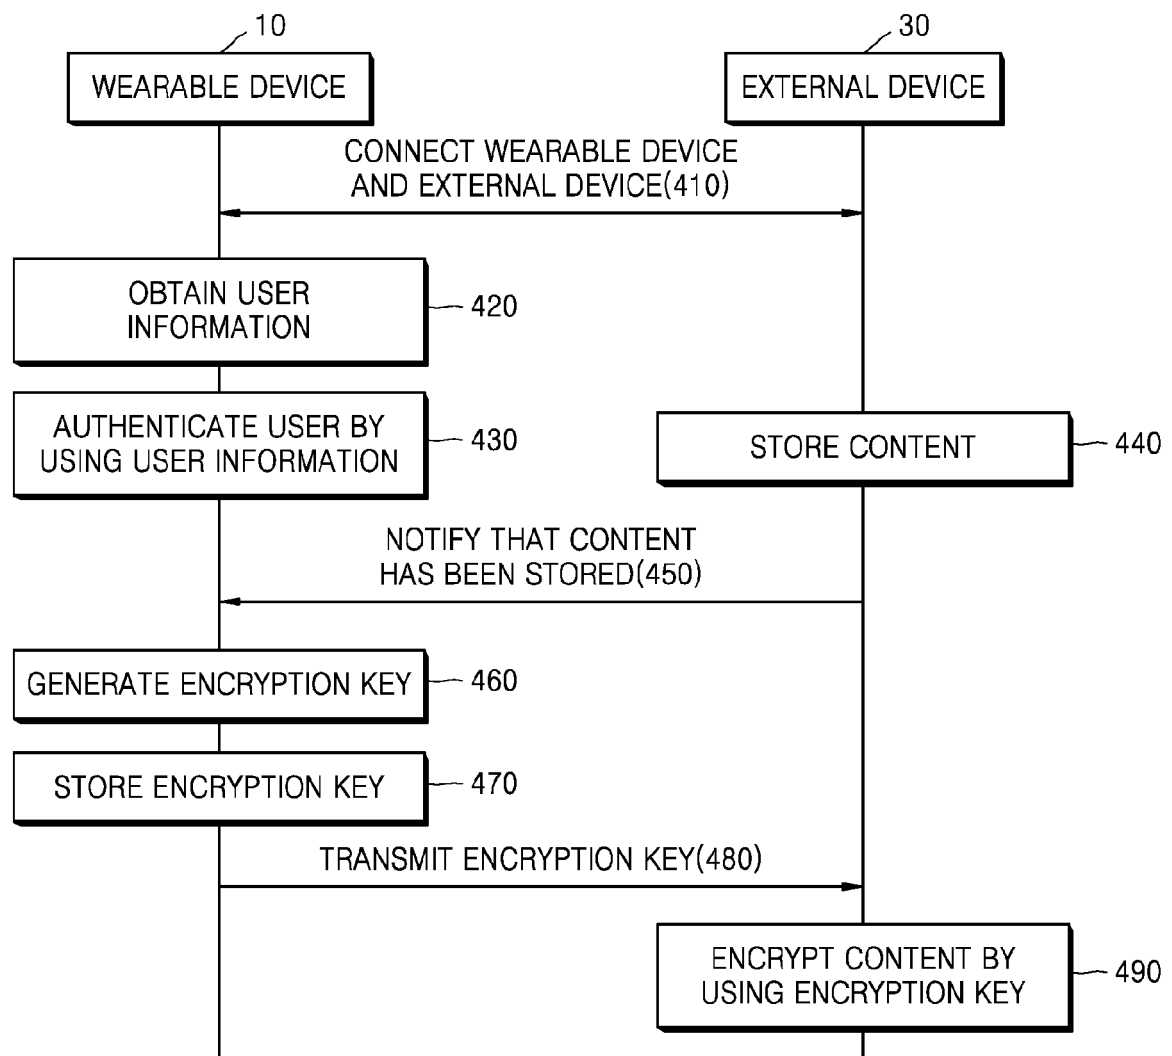 10
30
WEARABLE DEVICE
EXTERNAL DEVICE
CONNECT WEARABLE DEVICE
AND EXTERNAL DEVICE(410)
OBTAIN USER
INFORMATION
420
AUTHENTICATE USER BY
USING USER INFORMATION
430
STORE CONTENT
440
NOTIFY THAT CONTENT
HAS BEEN STORED(450)
GENERATE ENCRYPTION KEY
460
STORE ENCRYPTION KEY
470
TRANSMIT ENCRYPTION KEY(480)
ENCRYPT CONTENT BY
USING ENCRYPTION KEY
490